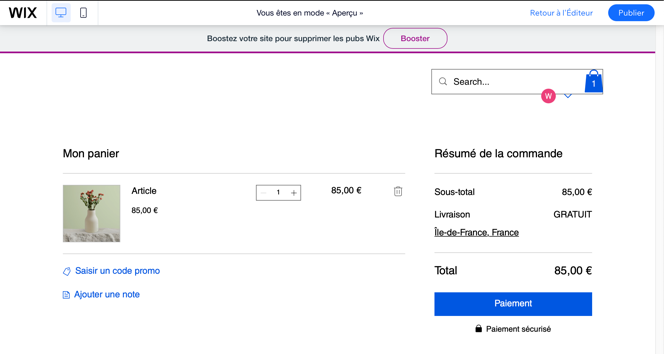 WIX
Vous êtes en mode « Aperçu »
Retour à l'Éditeur
Publier
Boostez votre site pour supprimer les pubs Wix
Booster
Search...
1
W
Mon panier
Résumé de la commande
Article
85,00 €
− 1 +
85,00 €
Sous-total 85,00 €
Livraison GRATUIT
Île-de-France, France
Saisir un code promo
Ajouter une note
Total 85,00 €
Paiement
Paiement sécurisé